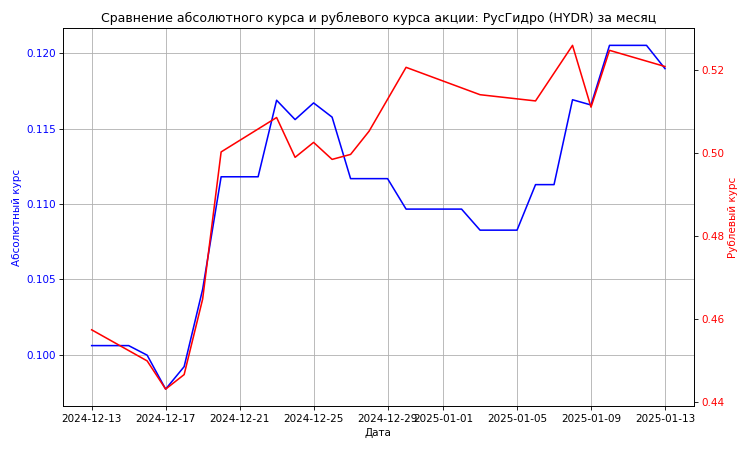 Сравнение абсолютного курса и рублевого курса акции: РусГидро (HYDR) за месяц
0.120
0.115
0.110
0.105
0.100
Абсолютный курс
0.52
0.50
0.48
0.46
0.44
Рублевый курс
2024-12-13 2024-12-17 2024-12-21 2024-12-25 2024-12-29 2025-01-01 2025-01-05 2025-01-09 2025-01-13
Дата